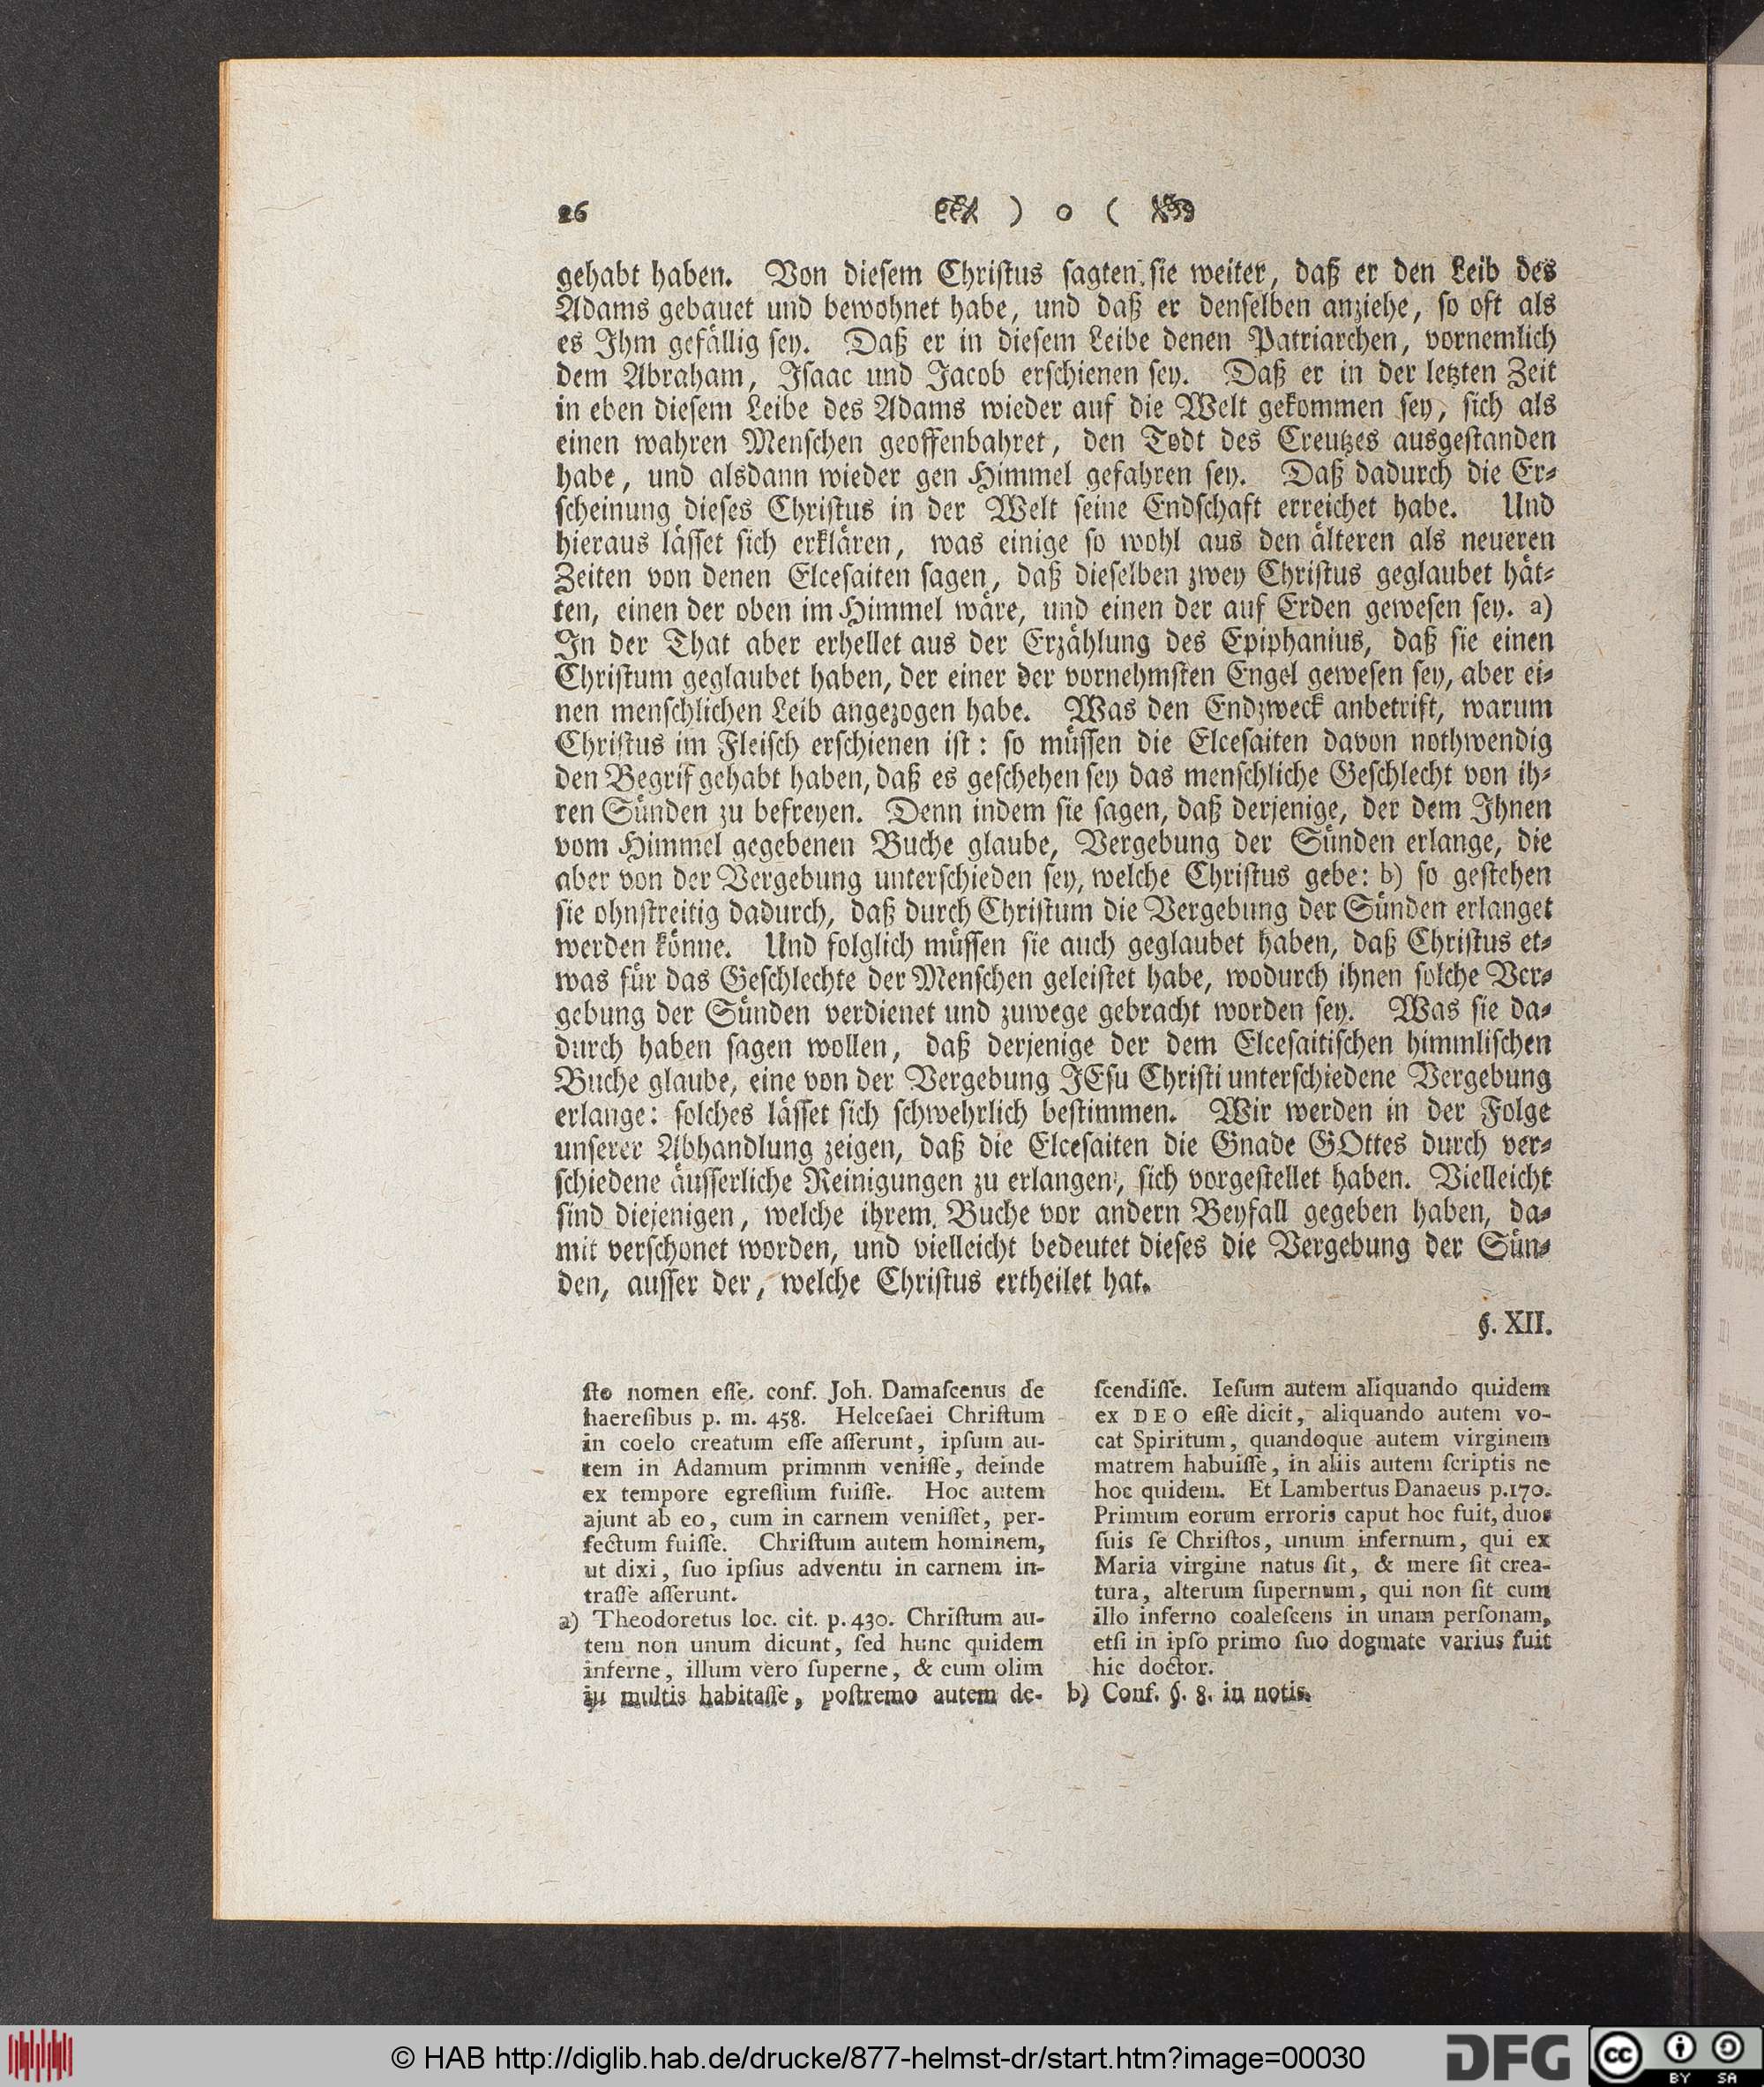 26 ) o (
gehabt haben. Von diesem Christus sagten sie weiter, daß er den Leib des
Adams gebauet und bewohnet habe, und daß er denselben anziehe, so oft als
es Ihm gefällig sey. Daß er in diesem Leibe denen Patriarchen, vornemlich
dem Abraham, Isaac und Jacob erschienen sey. Daß er in der letzten Zeit
in eben diesem Leibe des Adams wieder auf die Welt gekommen sey, sich als
einen wahren Menschen geoffenbahret, den Todt des Creutzes ausgestanden
habe, und alsdann wieder gen Himmel gefahren sey. Daß dadurch die Er-
scheinung dieses Christus in der Welt seine Endschaft erreichet habe. Und
hieraus lässet sich erklären, was einige so wohl aus den älteren als neueren
Zeiten von denen Elcesaiten sagen, daß dieselben zwey Christus geglaubet hät-
ten, einen der oben im Himmel wäre, und einen der auf Erden gewesen sey. a)
In der That aber erhellet aus der Erzählung des Epiphanius, daß sie einen
Christum geglaubet haben, der einer der vornehmsten Engel gewesen sey, aber ei-
nen menschlichen Leib angezogen habe. Was den Endzweck anbetrift, warum
Christus im Fleisch erschienen ist: so müssen die Elcesaiten davon nothwendig
den Begrif gehabt haben, daß es geschehen sey das menschliche Geschlecht von ih-
ren Sünden zu befreyen. Denn indem sie sagen, daß derjenige, der dem Ihnen
vom Himmel gegebenen Buche glaube, Vergebung der Sünden erlange, die
aber von der Vergebung unterschieden sey, welche Christus gebe: b) so gestehen
sie ohnstreitig dadurch, daß durch Christum die Vergebung der Sünden erlanget
werden könne. Und folglich müssen sie auch geglaubet haben, daß Christus et-
was für das Geschlechte der Menschen geleistet habe, wodurch ihnen solche Ver-
gebung der Sünden verdienet und zuwege gebracht worden sey. Was sie da-
durch haben sagen wollen, daß derjenige der dem Elcesaitischen himmlischen
Buche glaube, eine von der Vergebung JEsu Christi unterschiedene Vergebung
erlange: solches lässet sich schwehrlich bestimmen. Wir werden in der Folge
unserer Abhandlung zeigen, daß die Elcesaiten die Gnade GOttes durch ver-
schiedene äusserliche Reinigungen zu erlangen, sich vorgestellet haben. Vielleicht
sind diejenigen, welche ihrem Buche vor andern Beyfall gegeben haben, da-
mit verschonet worden, und vielleicht bedeutet dieses die Vergebung der Sün-
den, ausser der, welche Christus ertheilet hat.
§. XII.
sto nomen esse. conf. Joh. Damascenus de
haeresibus p. m. 458. Helcesaei Christum
in coelo creatum esse asserunt, ipsum au-
tem in Adamum primnm venisse, deinde
ex tempore egressum fuisse. Hoc autem
ajunt ab eo, cum in carnem venisset, per-
fectum fuisse. Christum autem hominem,
ut dixi, suo ipsius adventu in carnem in-
trasse asserunt.
a) Theodoretus loc. cit. p. 430. Christum au-
tem non unum dicunt, sed hunc quidem
inferne, illum vero superne, & eum olim
in multis habitasse, postremo autem de-
scendisse. Iesum autem aliquando quidem
ex DEO esse dicit, aliquando autem vo-
cat Spiritum, quandoque autem virginem
matrem habuisse, in aliis autem scriptis ne
hoc quidem. Et Lambertus Danaeus p. 170.
Primum eorum erroris caput hoc fuit, duos
suis se Christos, unum infernum, qui ex
Maria virgine natus sit, & mere sit crea-
tura, alterum supernum, qui non sit cum
illo inferno coalescens in unam personam,
etsi in ipso primo suo dogmate varius fuit
hic doctor.
b) Conf. §. 8. in notis.
© HAB http://diglib.hab.de/drucke/877-helmst-dr/start.htm?image=00030
DFG
cc BY SA